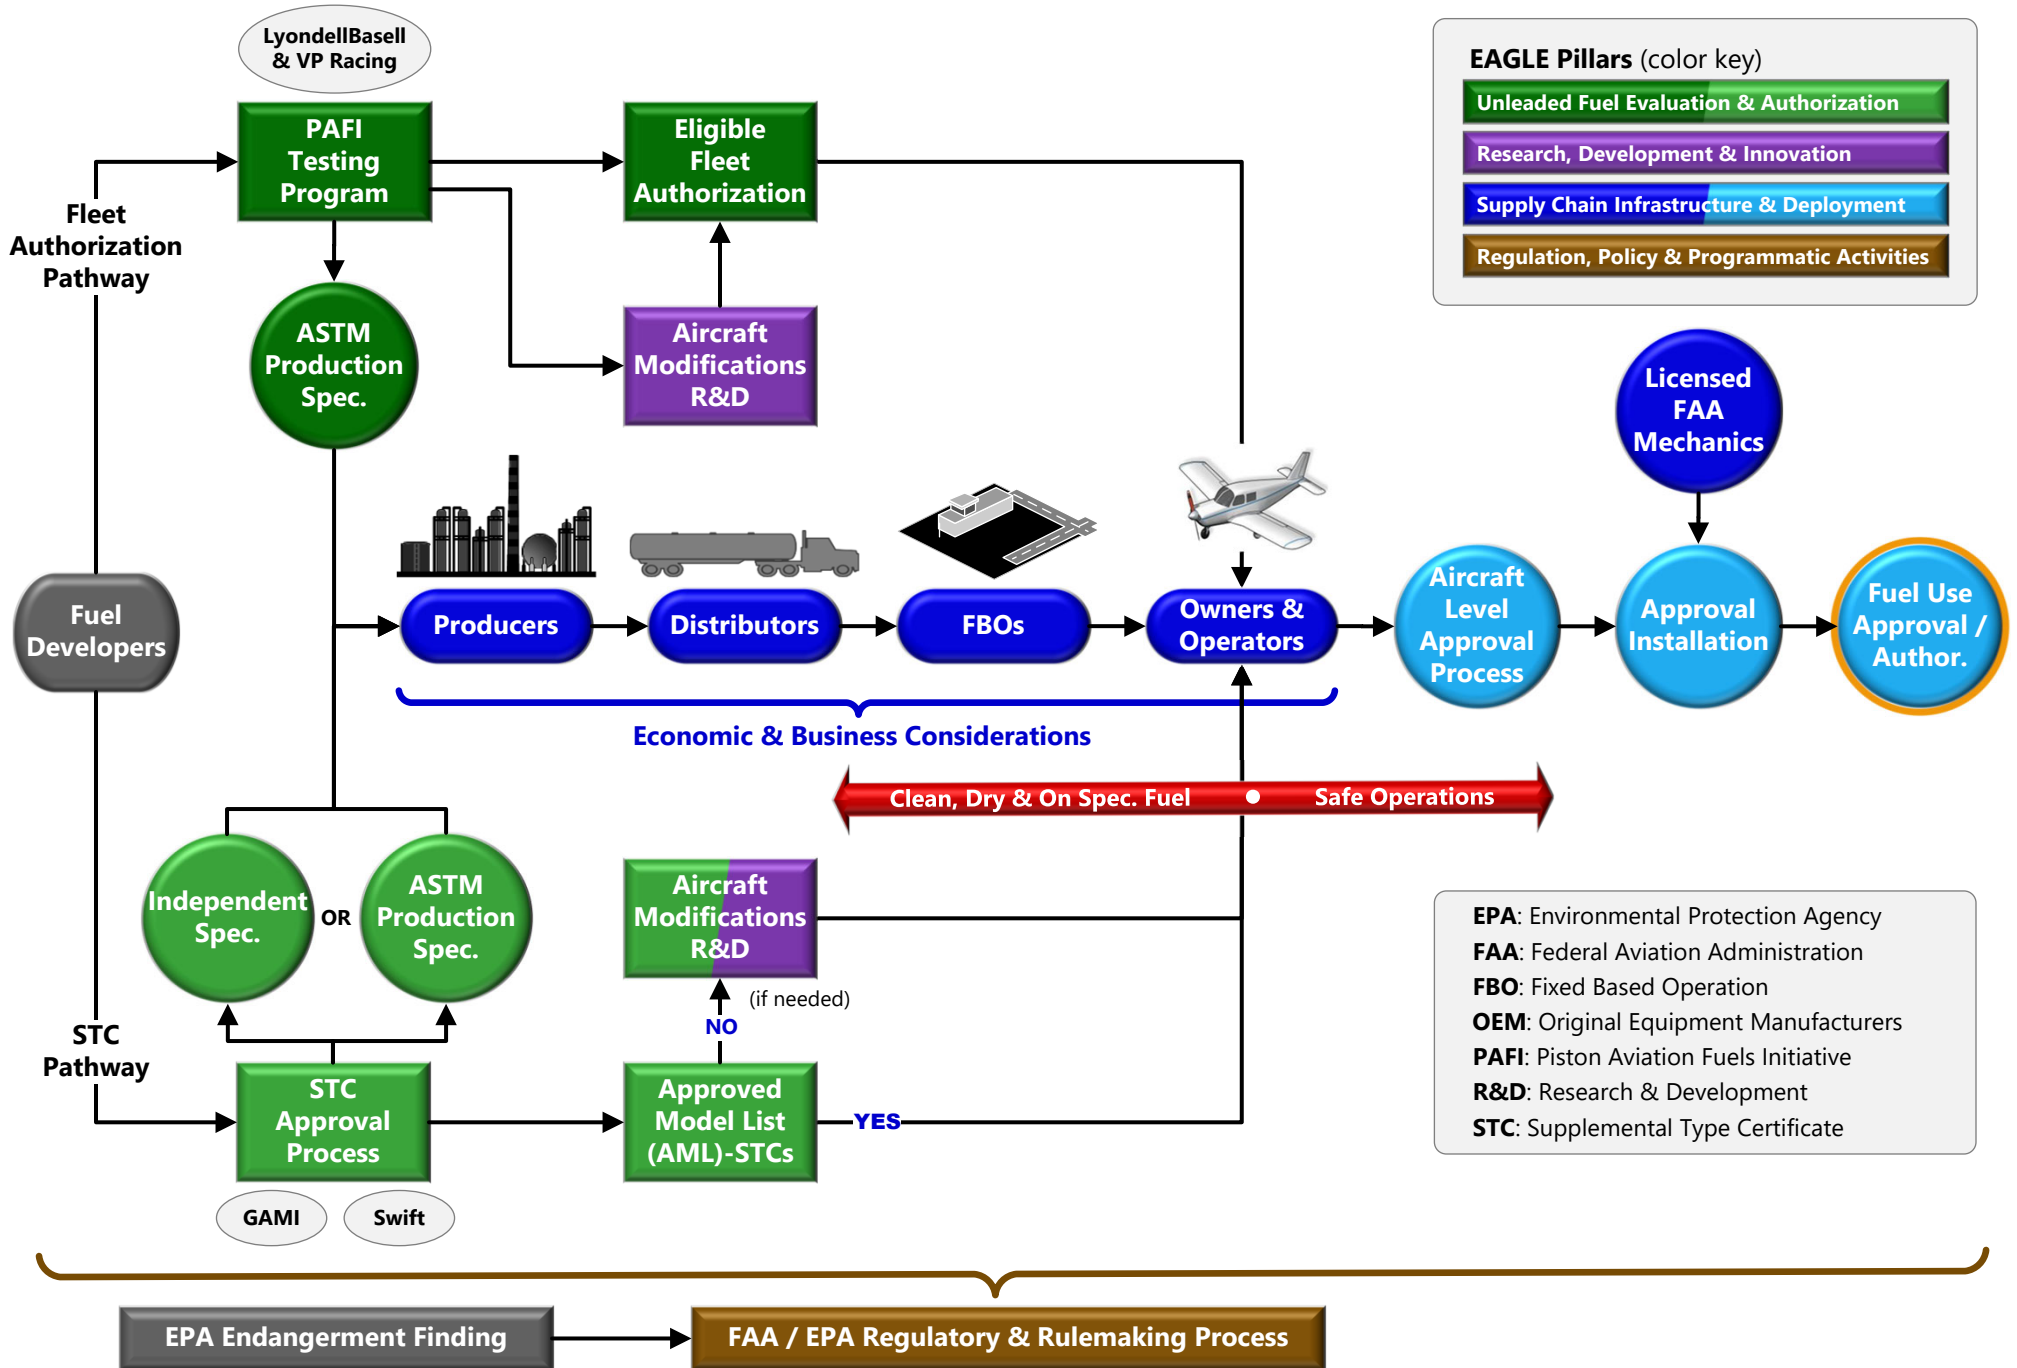 LyondellBasell
& VP Racing
EAGLE Pillars (color key)
Unleaded Fuel Evaluation & Authorization
Research, Development & Innovation
Supply Chain Infrastructure & Deployment
Regulation, Policy & Programmatic Activities
PAFI
Testing
Program
Eligible
Fleet
Authorization
Fleet
Authorization
Pathway
ASTM
Production
Spec.
Aircraft
Modifications
R&D
Licensed
FAA
Mechanics
Fuel
Developers
Producers
Distributors
FBOs
Owners &
Operators
Aircraft
Level
Approval
Process
Approval
Installation
Fuel Use
Approval /
Author.
Economic & Business Considerations
Clean, Dry & On Spec. Fuel
Safe Operations
Independent
Spec.
OR
ASTM
Production
Spec.
Aircraft
Modifications
R&D
(if needed)
NO
STC
Pathway
STC
Approval
Process
Approved
Model List
(AML)-STCs
YES
GAMI
Swift
EPA: Environmental Protection Agency
FAA: Federal Aviation Administration
FBO: Fixed Based Operation
OEM: Original Equipment Manufacturers
PAFI: Piston Aviation Fuels Initiative
R&D: Research & Development
STC: Supplemental Type Certificate
EPA Endangerment Finding
FAA / EPA Regulatory & Rulemaking Process